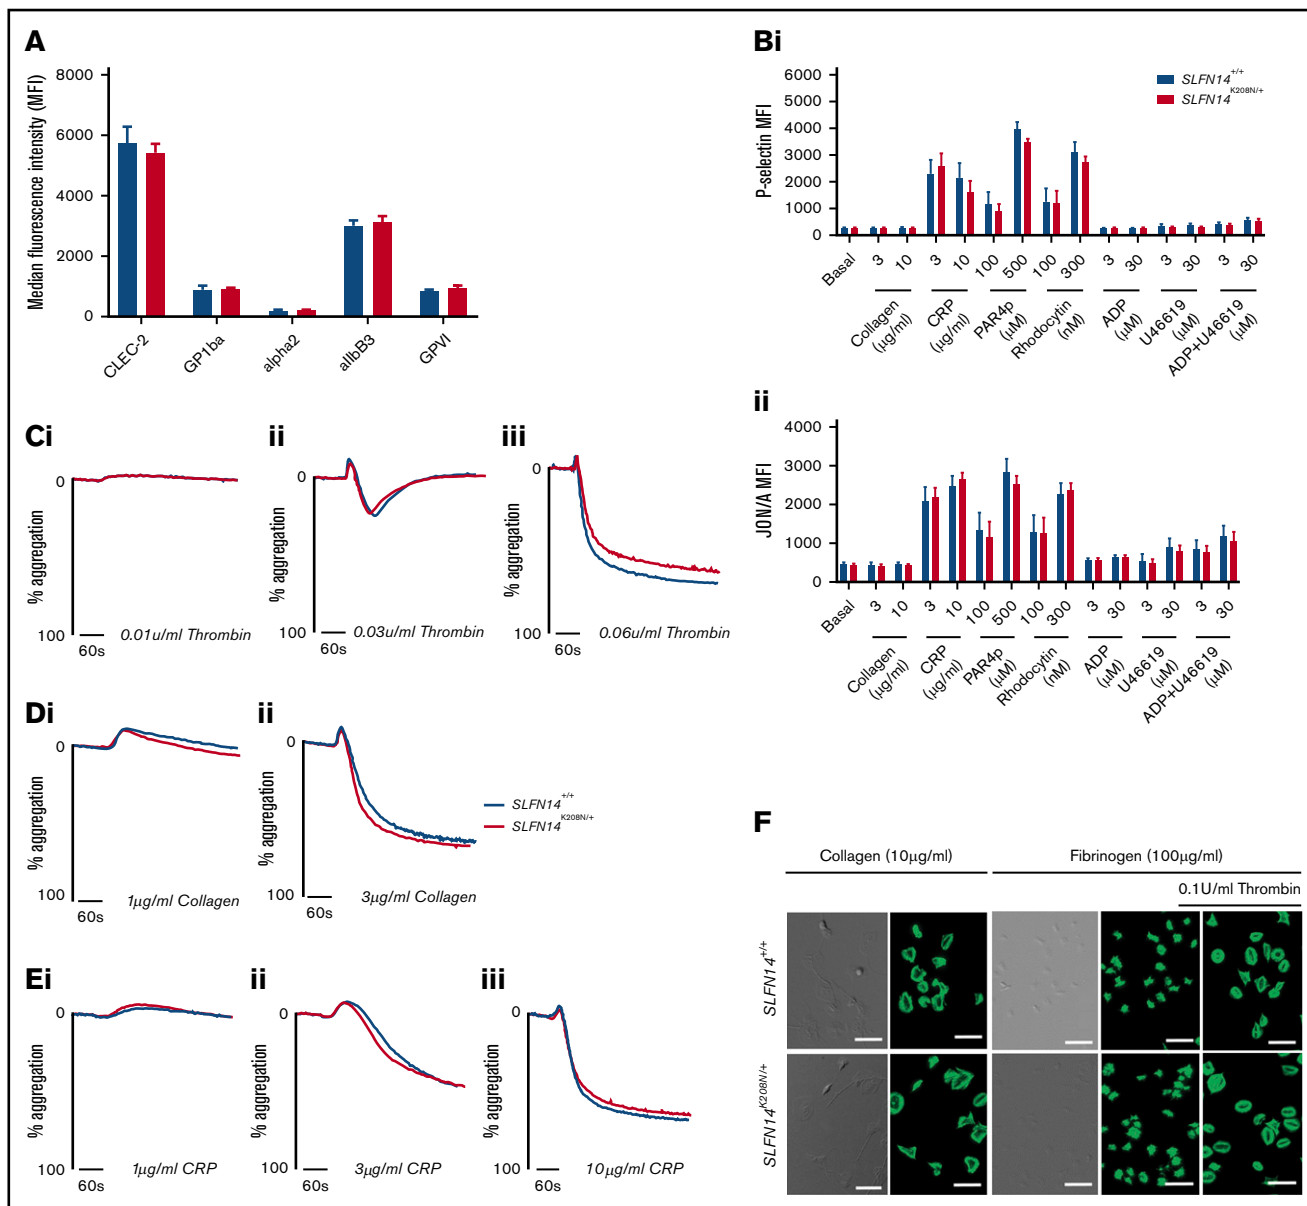 A
8000
6000
4000
2000
0
Median fluorescence intensity (MFI)
CLEC-2
GP1ba
alpha2
aIIbB3
GPVI
Bi
6000
5000
4000
3000
2000
1000
0
P-selectin MFI
SLFN14+/+
SLFN14K208N/+
Basal
3 10 3 10 100 500 100 300 3 30 3 30 3 30
Collagen (µg/ml)
CRP (µg/ml)
PAR4p (µM)
Rhodocytin (nM)
ADP (µM)
U46619 (µM)
ADP+U46619 (µM)
ii
4000
3000
2000
1000
0
JON/A MFI
Basal
3 10 3 10 100 500 100 300 3 30 3 30 3 30
Collagen (µg/ml)
CRP (µg/ml)
PAR4p (µM)
Rhodocytin (nM)
ADP (µM)
U46619 (µM)
ADP+U46619 (µM)
Ci
0
% aggregation
100
60s
0.01u/ml Thrombin
ii
0
% aggregation
100
60s
0.03u/ml Thrombin
iii
0
% aggregation
100
60s
0.06u/ml Thrombin
Di
0
% aggregation
100
60s
1µg/ml Collagen
ii
0
% aggregation
100
60s
3µg/ml Collagen
SLFN14+/+
SLFN14K208N/+
Ei
0
% aggregation
100
60s
1µg/ml CRP
ii
0
% aggregation
100
60s
3µg/ml CRP
iii
0
% aggregation
100
60s
10µg/ml CRP
F
Collagen (10µg/ml)
Fibrinogen (100µg/ml)
0.1U/ml Thrombin
SLFN14+/+
SLFN14K208N/+